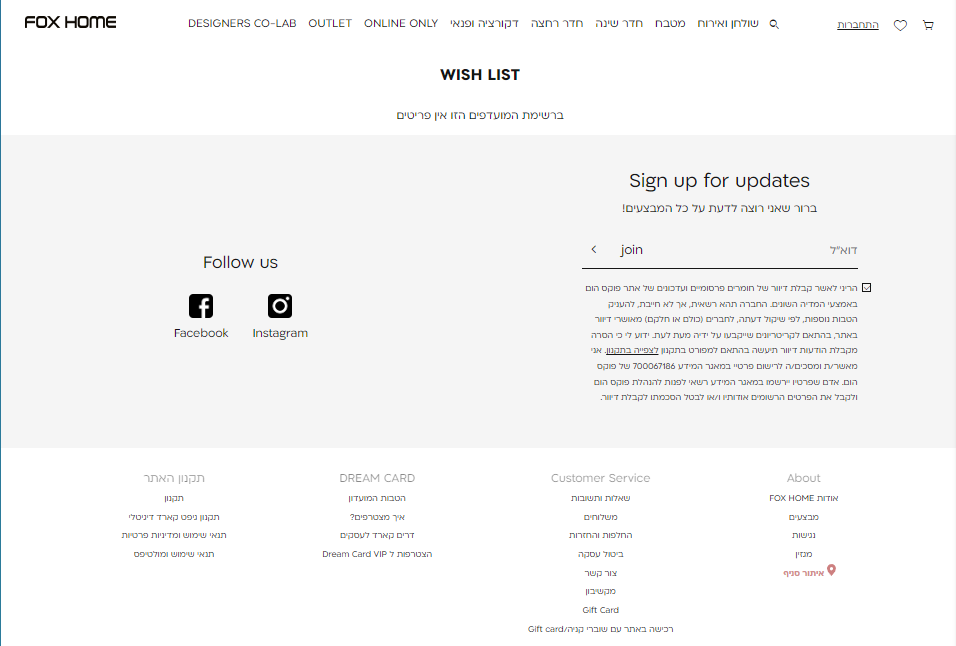 FOX HOME
DESIGNERS CO-LAB OUTLET ONLINE ONLY דקורציה ופנאי חדר רחצה חדר שינה מטבח שולחן ואירוח
התחברות
WISH LIST
ברשימת המועדפים הזו אין פריטים
Sign up for updates
ברור שאני רוצה לדעת על כל המבצעים!
דוא"ל
join
הריני לאשר קבלת דיוור של חומרים פרסומיים ועדכונים של אתר פוקס הום
באמצעי המדיה השונים. החברה תהא רשאית, אך לא חייבת, להעניק
הטבות נוספות, לפי שיקול דעתה, לחברים (כולם או חלקם) מאושרי דיוור
באתר, בהתאם לקריטריונים שייקבעו על ידיה מעת לעת. ידוע לי כי הסרה
מקבלת הודעות דיוור תיעשה בהתאם למפורט בתקנון לצפייה בתקנון. אני
מאשר/ת ומסכים/ה לרישום פרטיי במאגר המידע 700067186 של פוקס
הום. אדם שפרטיו יירשמו במאגר המידע רשאי לפנות להנהלת פוקס הום
ולקבל את הפרטים הרשומים אודותיו ו/או לבטל הסכמתו לקבלת דיוור.
Follow us
Facebook
Instagram
About
אודות FOX HOME
מבצעים
נגישות
מגזין
איתור סניף
Customer Service
שאלות ותשובות
משלוחים
החלפות והחזרות
ביטול עסקה
צור קשר
מקשיבון
Gift Card
רכישה באתר עם שוברי קניה/Gift card
DREAM CARD
הטבות המועדון
איך מצטרפים?
דרים קארד לעסקים
הצטרפות ל Dream Card VIP
תקנון האתר
תקנון
תקנון גיפט קארד דיגיטלי
תנאי שימוש ומדיניות פרטיות
תנאי שימוש ומולטיפס